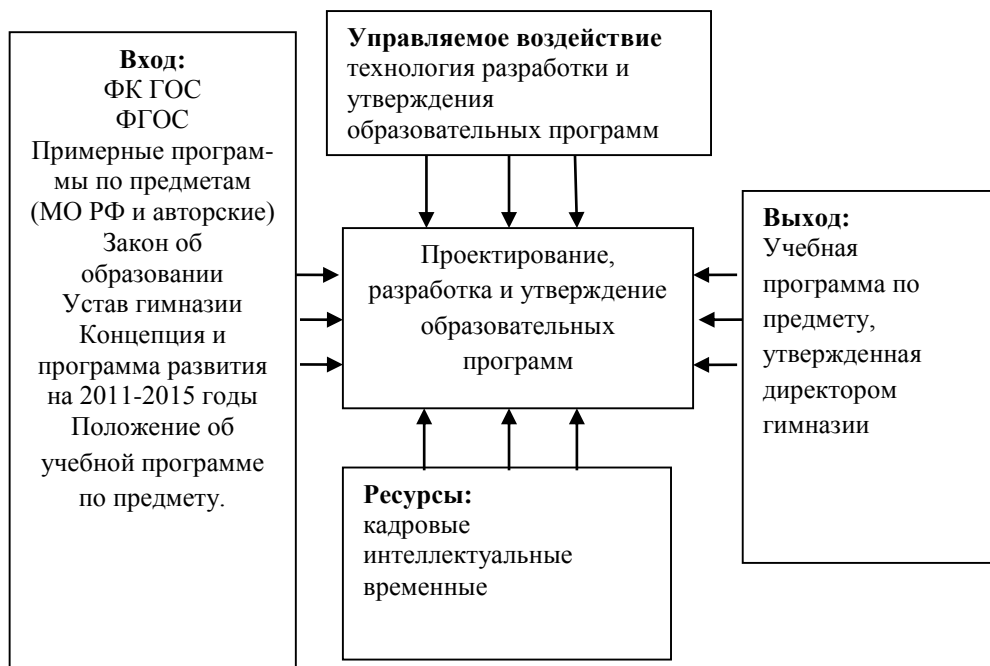 Вход:
ФК ГОС
ФГОС
Примерные програм-
мы по предметам
(МО РФ и авторские)
Закон об
образовании
Устав гимназии
Концепция и
программа развития
на 2011-2015 годы
Положение об
учебной программе
по предмету.
Управляемое воздействие
технология разработки и
утверждения
образовательных программ
Проектирование,
разработка и утверждение
образовательных
программ
Ресурсы:
кадровые
интеллектуальные
временные
Выход:
Учебная
программа по
предмету,
утвержденная
директором
гимназии